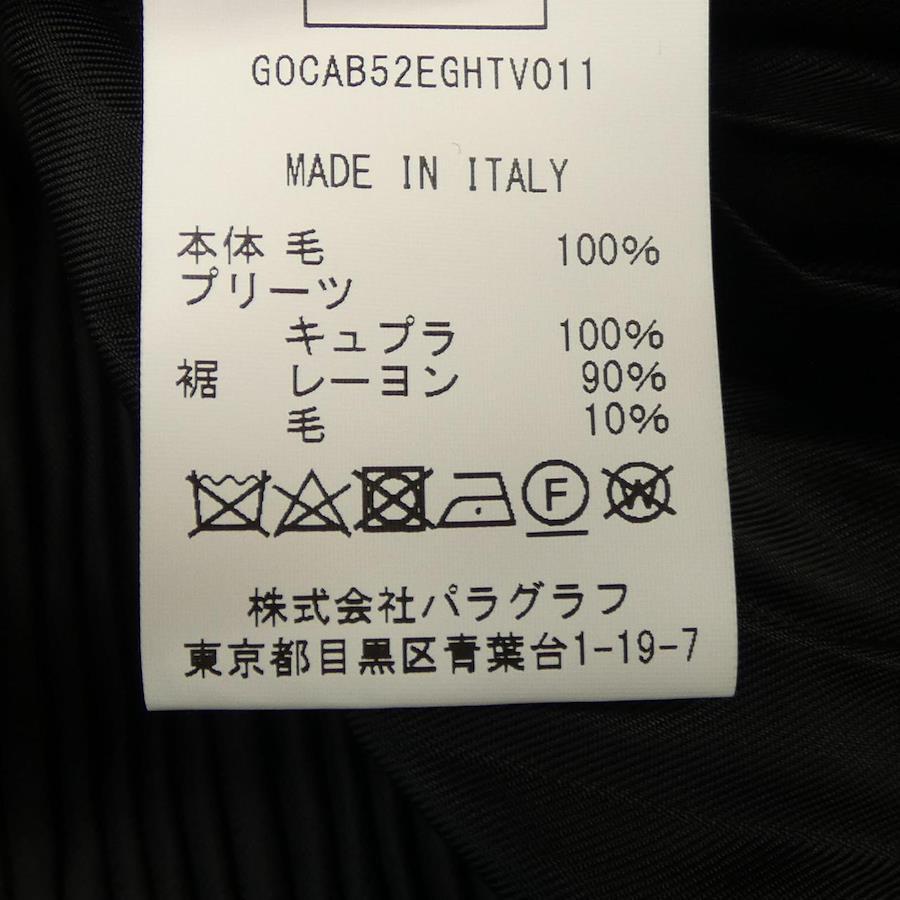 GOCAB52EGHTV011
MADE IN ITALY
本体 毛 100%
プリーツ
キュプラ 100%
裾 レーヨン 90%
毛 10%
F W
株式会社パラグラフ
東京都目黒区青葉台1-19-7